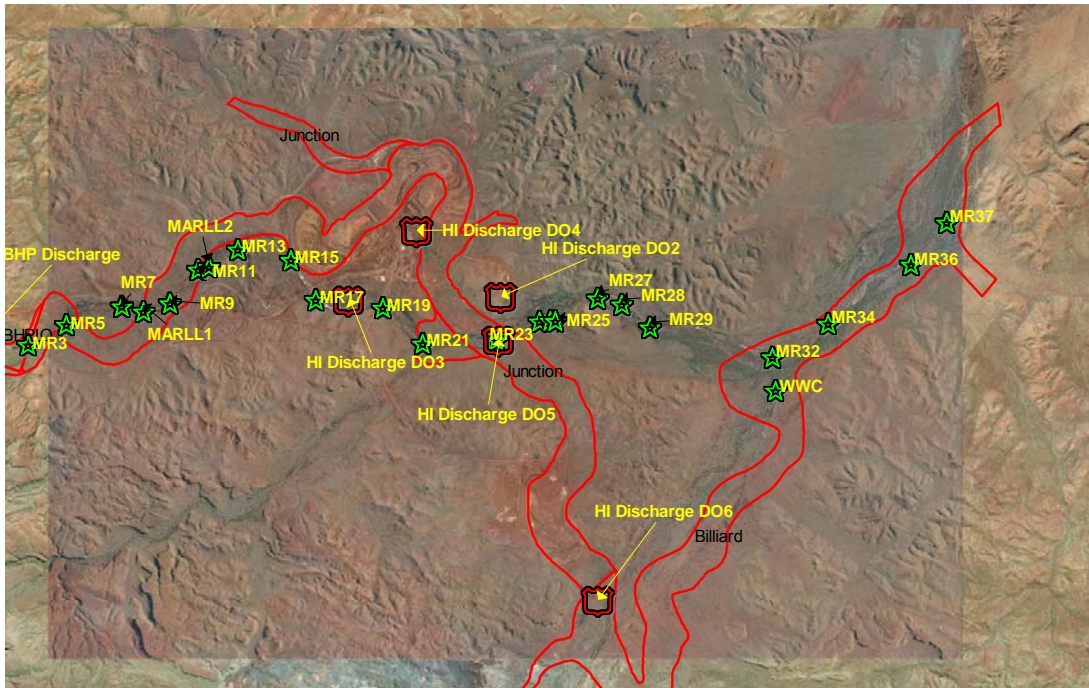 Junction
MARLL2
MR37
HI Discharge DO4
MR13
HI Discharge DO2
BHP Discharge
MR15
MR36
MR11
MR7
MR27
MR9
MR17
MR28
MR19
MR5
MR25
MR29
MR34
BHPIO
MARLL1
MR23
MR3
MR21
MR32
HI Discharge DO3
Junction
WWC
HI Discharge DO5
HI Discharge DO6
Billiard